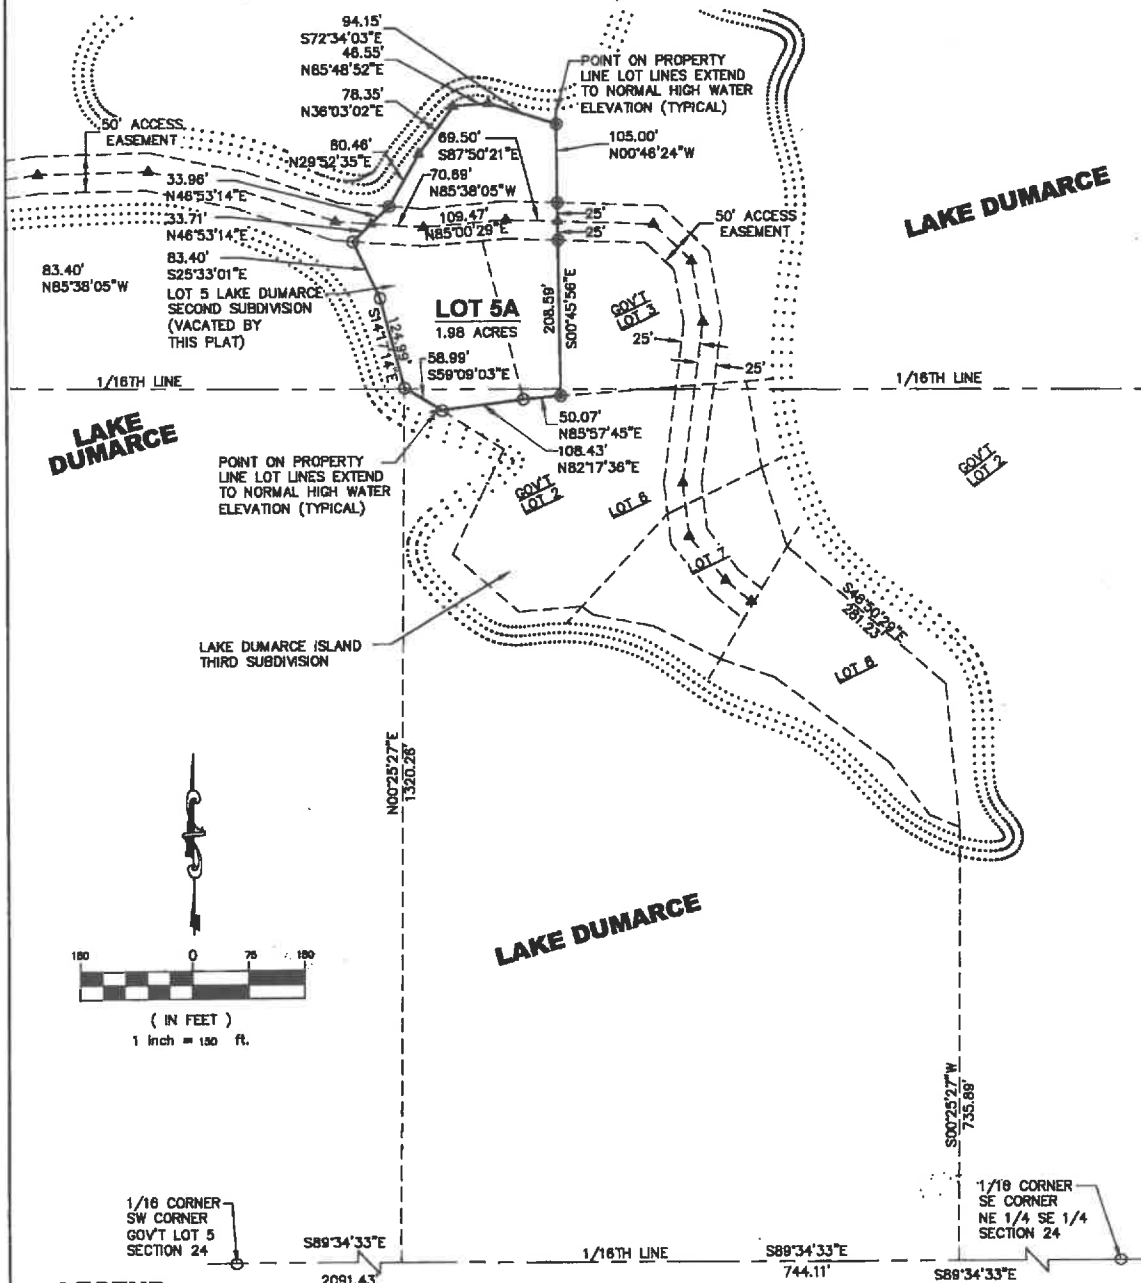 94.15'
S72°34'03"E
46.55'
N85°48'52"E
78.35'
N36°03'02"E
POINT ON PROPERTY
LINE LOT LINES EXTEND
TO NORMAL HIGH WATER
ELEVATION (TYPICAL)
50' ACCESS
EASEMENT
80.46'
N29°52'35"E
69.50'
S87°50'21"E
105.00'
N00°46'24"W
33.96'
N46°53'14"E
70.69'
N85°38'05"W
33.71'
N46°53'14"E
109.47'
N85°00'29"E
25'
25'
50' ACCESS
EASEMENT
LAKE DUMARCE
83.40'
N85°38'05"W
83.40'
S25°33'01"E
LOT 5 LAKE DUMARCE
SECOND SUBDIVISION
(VACATED BY
THIS PLAT)
S14°17'14"E
124.99'
LOT 5A
1.98 ACRES
208.59'
S00°45'56"E
GOV'T
LOT 3
25'
25'
58.99'
S59°09'03"E
1/16TH LINE
1/16TH LINE
LAKE
DUMARCE
50.07'
N85°57'45"E
108.43'
N82°17'36"E
POINT ON PROPERTY
LINE LOT LINES EXTEND
TO NORMAL HIGH WATER
ELEVATION (TYPICAL)
GOV'T
LOT 2
LOT 6
GOV'T
LOT 2
LOT 7
S46°50'29"E
281.23'
LOT 8
LAKE DUMARCE ISLAND
THIRD SUBDIVISION
N00°25'27"E
1320.26'
LAKE DUMARCE
150 0 75 150
( IN FEET )
1 inch = 150 ft.
S00°25'27"W
735.89'
1/16 CORNER
SW CORNER
GOV'T LOT 5
SECTION 24
1/16 CORNER
SE CORNER
NE 1/4 SE 1/4
SECTION 24
S89°34'33"E
2091.43'
1/16TH LINE
S89°34'33"E
744.11'
S89°34'33"E